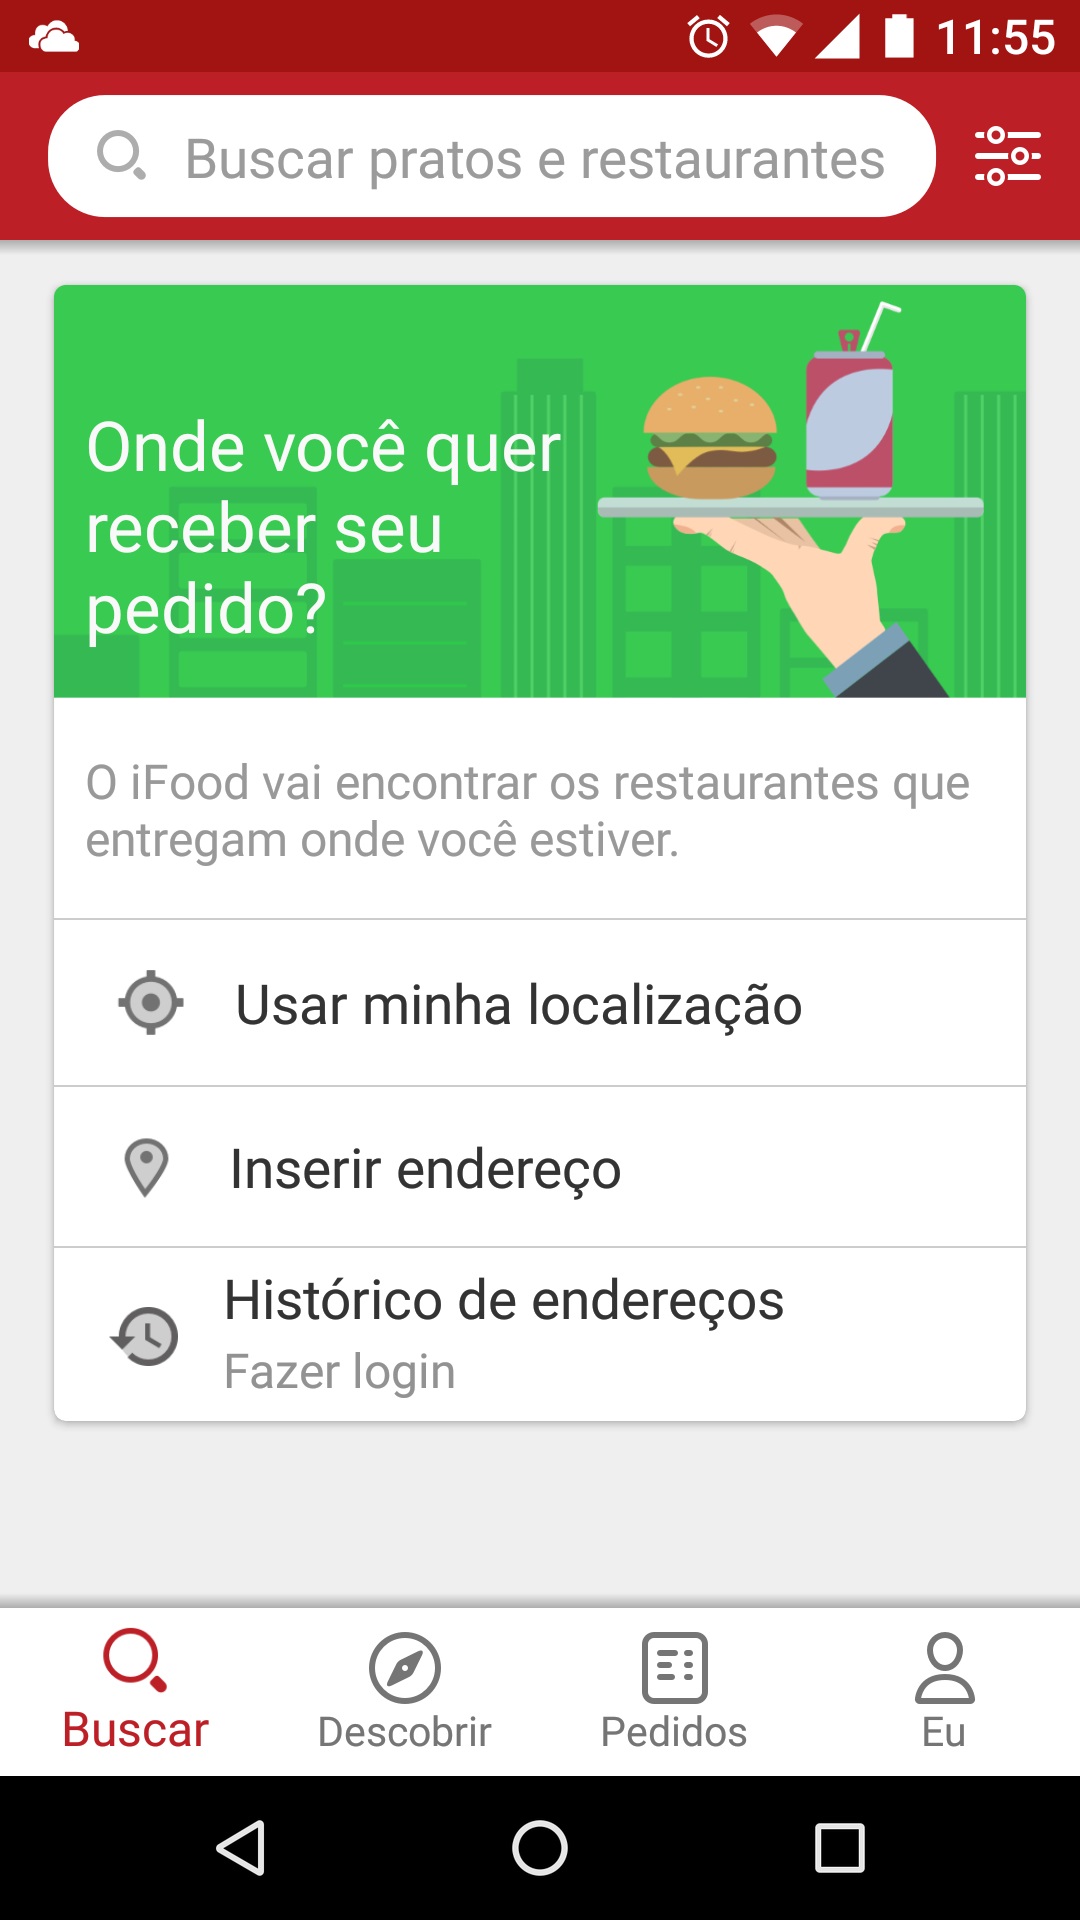 11:55
Buscar pratos e restaurantes
Onde você quer
receber seu
pedido?
O iFood vai encontrar os restaurantes que
entregam onde você estiver.
Usar minha localização
Inserir endereço
Histórico de endereços
Fazer login
Buscar
Descobrir
Pedidos
Eu